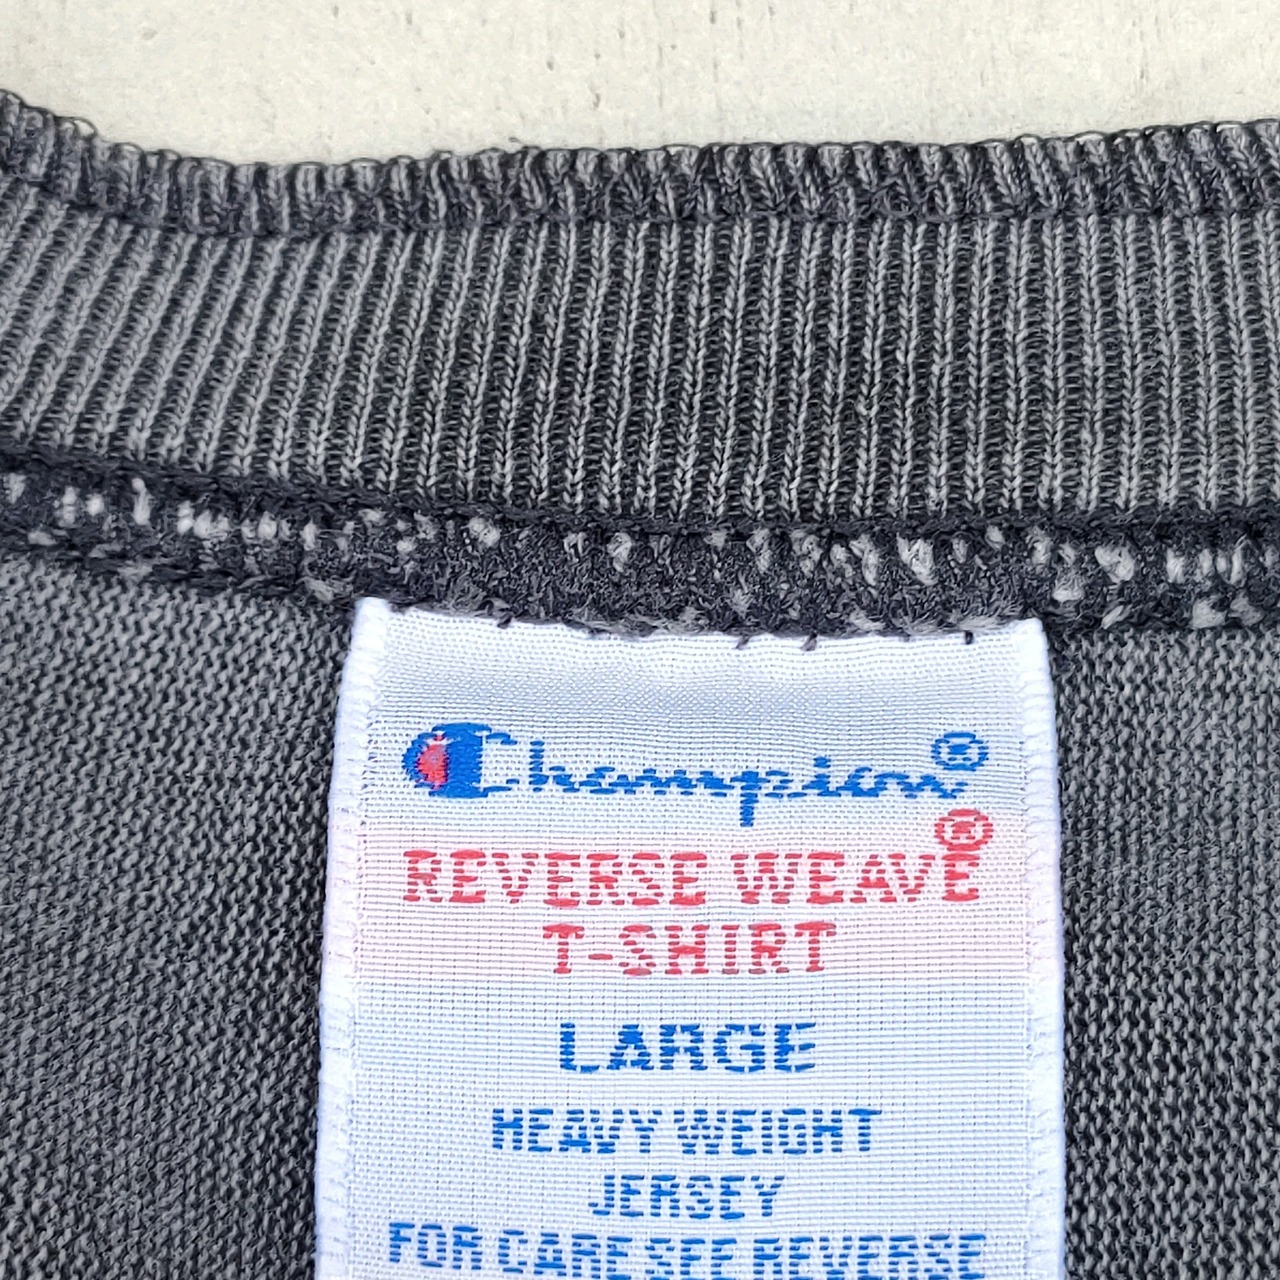 Champion®
REVERSE WEAVE®
T-SHIRT
LARGE
HEAVY WEIGHT
JERSEY
FOR CARE SEE REVERSE